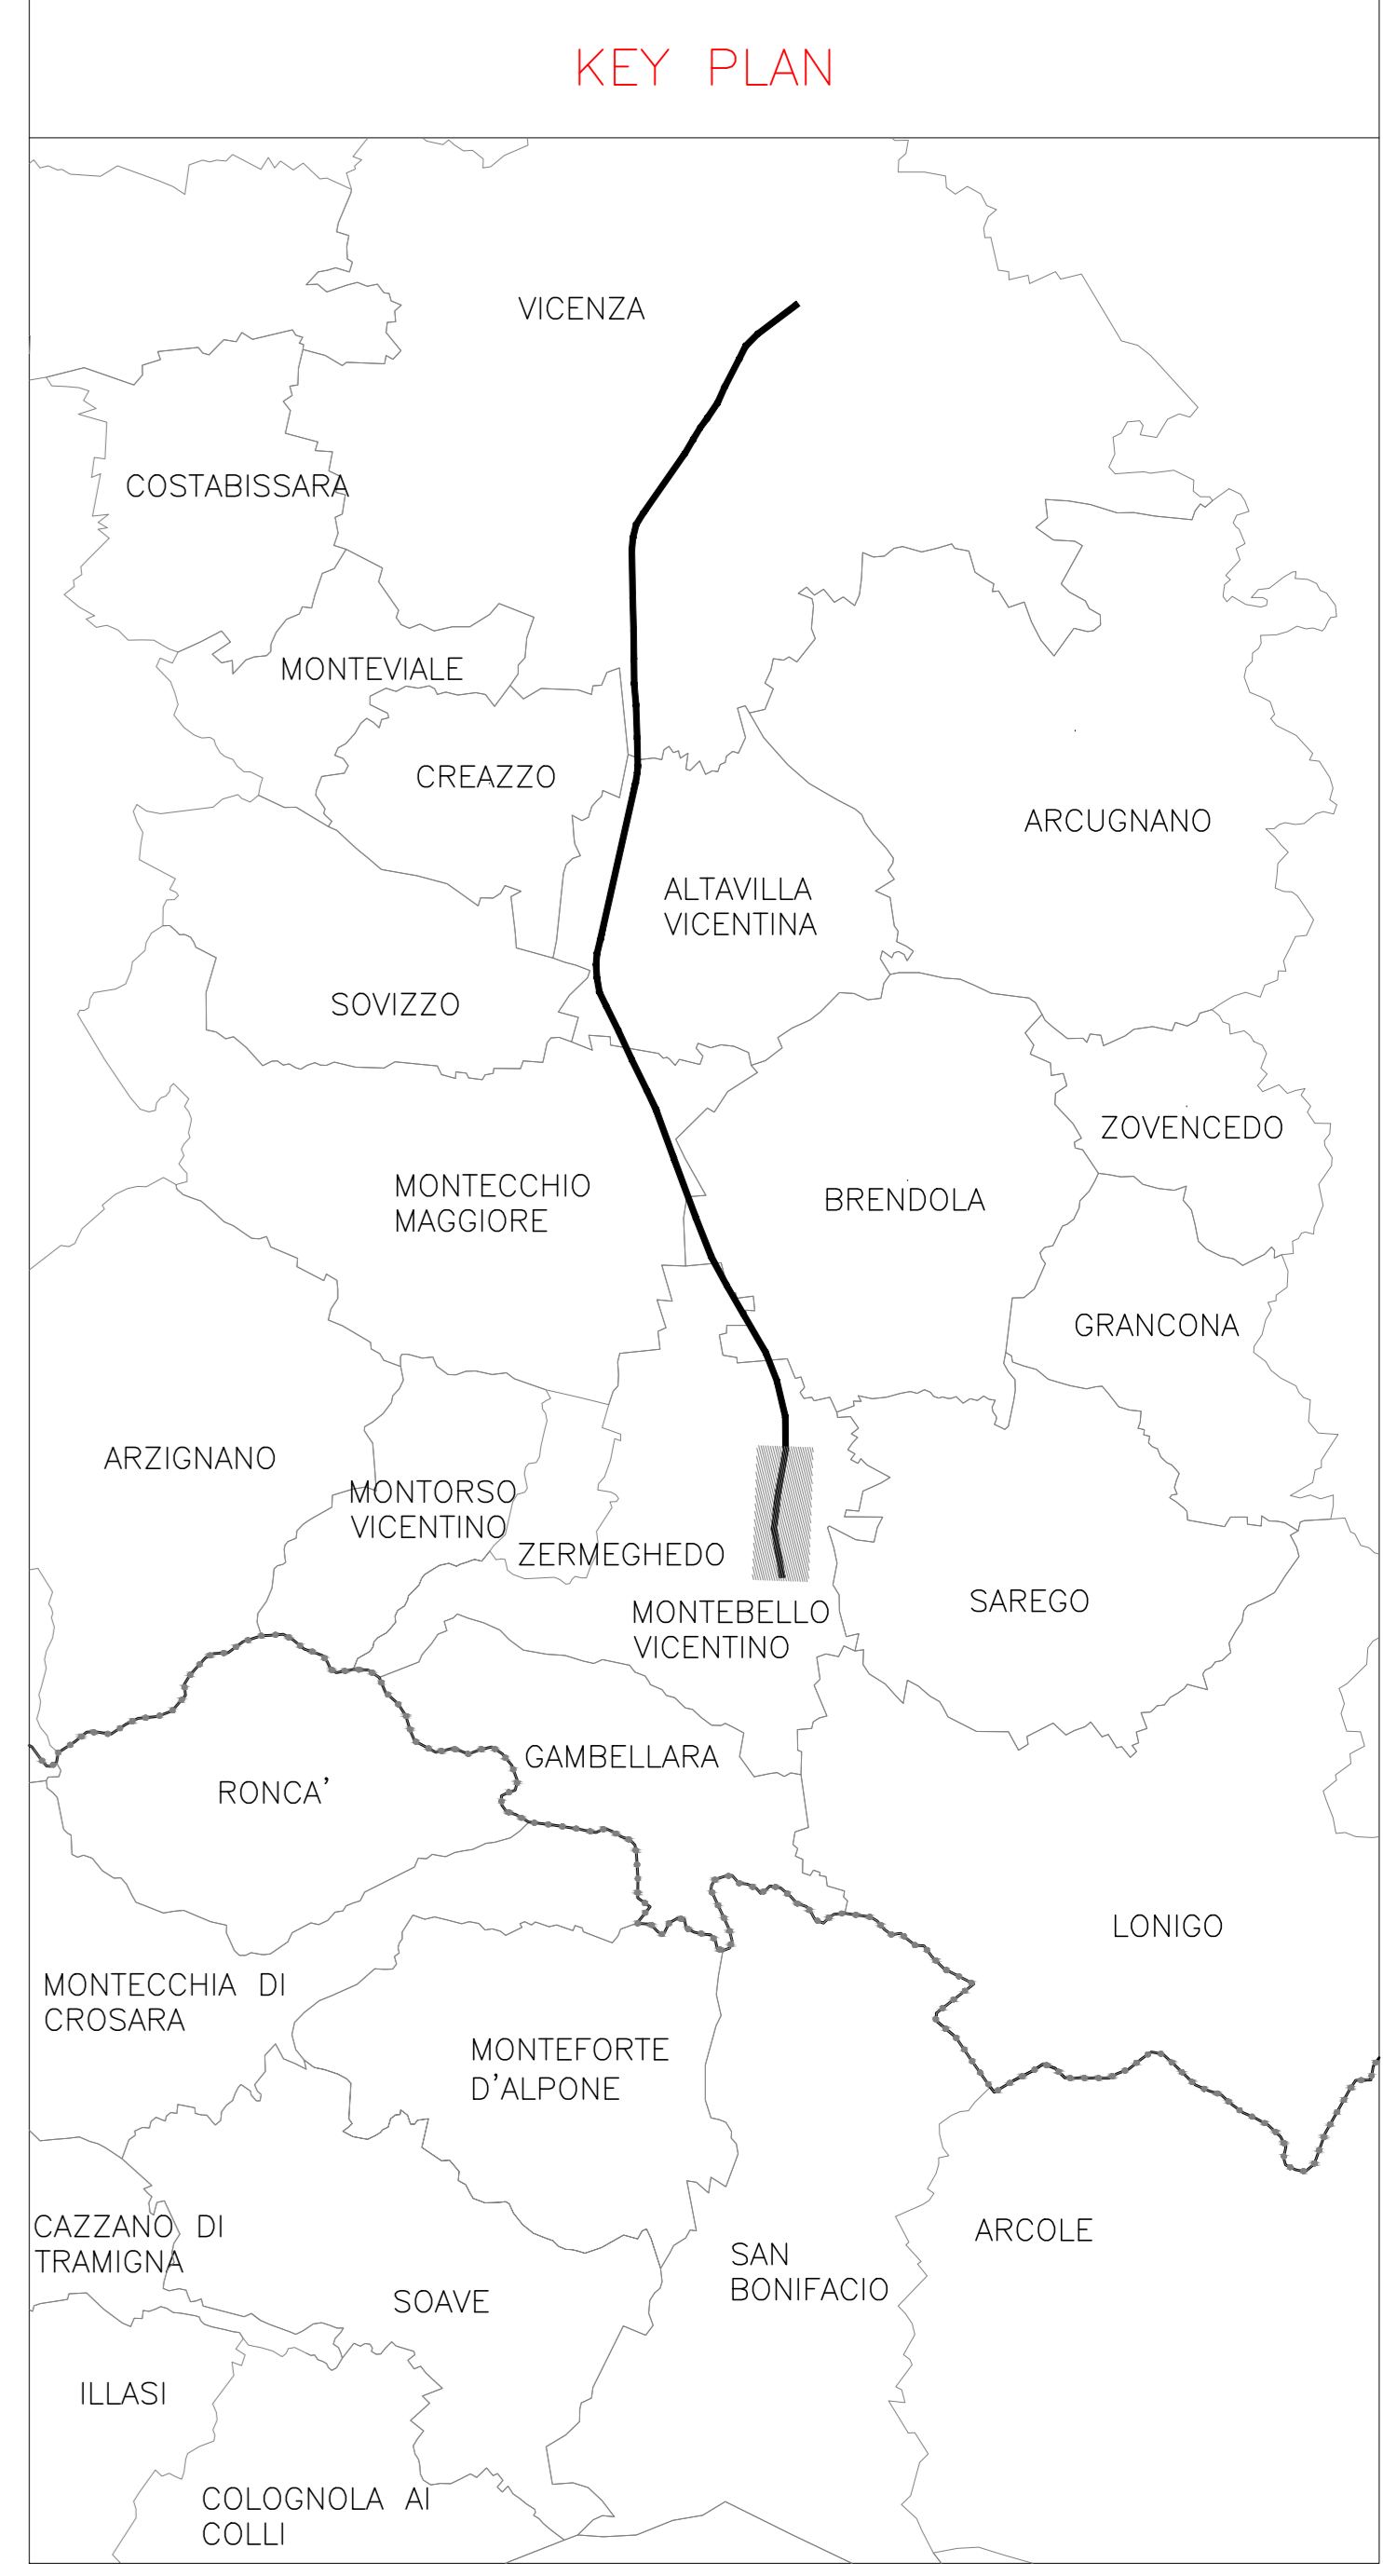 KEY PLAN
VICENZA
COSTABISSARA
MONTEVIALE
CREAZZO
ARCUGNANO
ALTAVILLA
VICENTINA
SOVIZZO
ZOVENCEDO
MONTECCHIO
MAGGIORE
BRENDOLA
GRANCONA
ARZIGNANO
MONTORSO
VICENTINO
ZERMEGHEDO
SAREGO
MONTEBELLO
VICENTINO
GAMBELLARA
RONCA'
LONIGO
MONTECCHIA DI
CROSARA
MONTEFORTE
D'ALPONE
CAZZANO DI
TRAMIGNA
ARCOLE
SAN
BONIFACIO
SOAVE
ILLASI
COLOGNOLA AI
COLLI